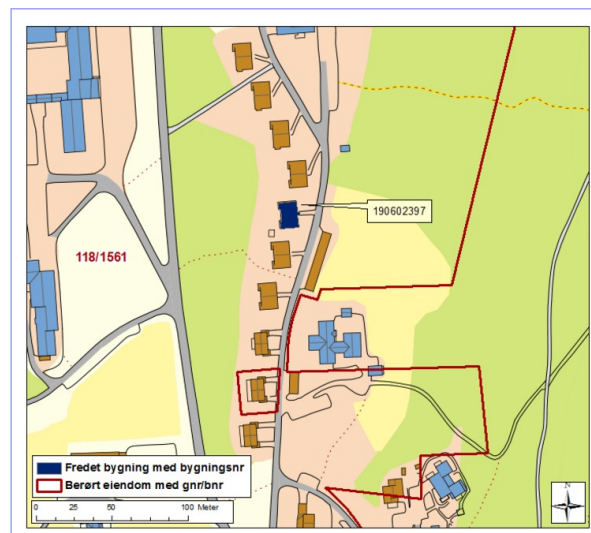 190602397
118/1561
Fredet bygning med bygningsnr
Berørt eiendom med gnr/bnr
0 25 50 100 Meter
N